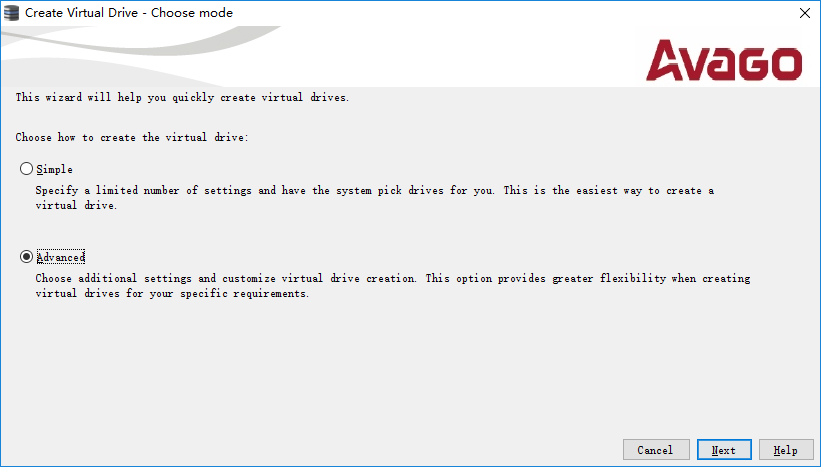 Create Virtual Drive - Choose mode
AVAGO
This wizard will help you quickly create virtual drives.
Choose how to create the virtual drive:
Simple
Specify a limited number of settings and have the system pick drives for you. This is the easiest way to create a
virtual drive.
Advanced
Choose additional settings and customize virtual drive creation. This option provides greater flexibility when creating
virtual drives for your specific requirements.
Cancel Next Help